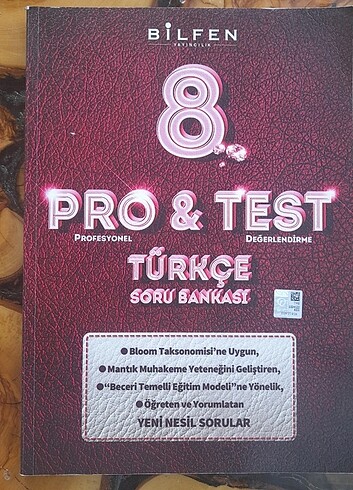 BİLFEN
YAYINCILIK
8
PRO & TEST
PROFESYONEL DEĞERLENDİRME
TÜRKÇE
SORU BANKASI
● Bloom Taksonomisi'ne Uygun,
● Mantık Muhakeme Yeteneğini Geliştiren,
● "Beceri Temelli Eğitim Modeli"ne Yönelik,
● Öğreten ve Yorumlatan
YENİ NESİL SORULAR